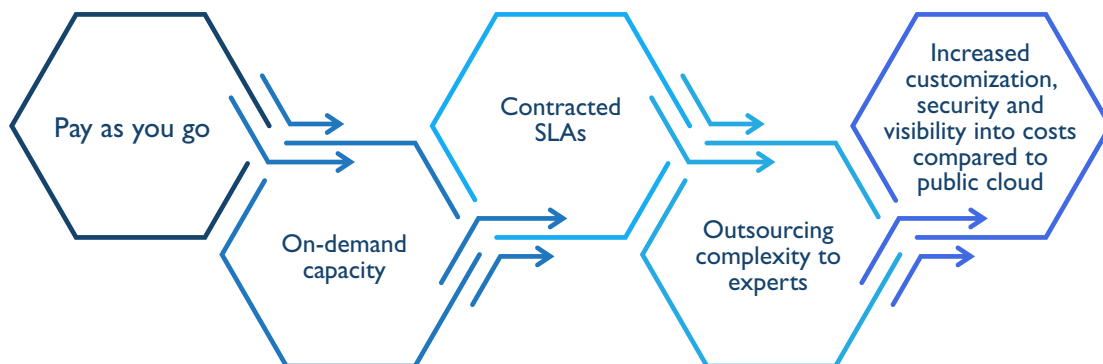 Pay as you go
On-demand
capacity
Contracted
SLAs
Outsourcing
complexity to
experts
Increased
customization,
security and
visibility into costs
compared to
public cloud